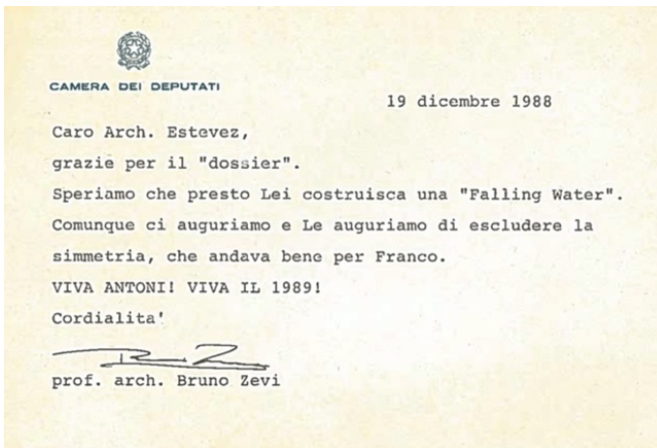 CAMERA DEI DEPUTATI
19 dicembre 1988
Caro Arch. Estevez,
grazie per il "dossier".
Speriamo che presto Lei costruisca una "Falling Water".
Comunque ci auguriamo e Le auguriamo di escludere la
simmetria, che andava bene per Franco.
VIVA ANTONI! VIVA IL 1989!
Cordialita'
prof. arch. Bruno Zevi